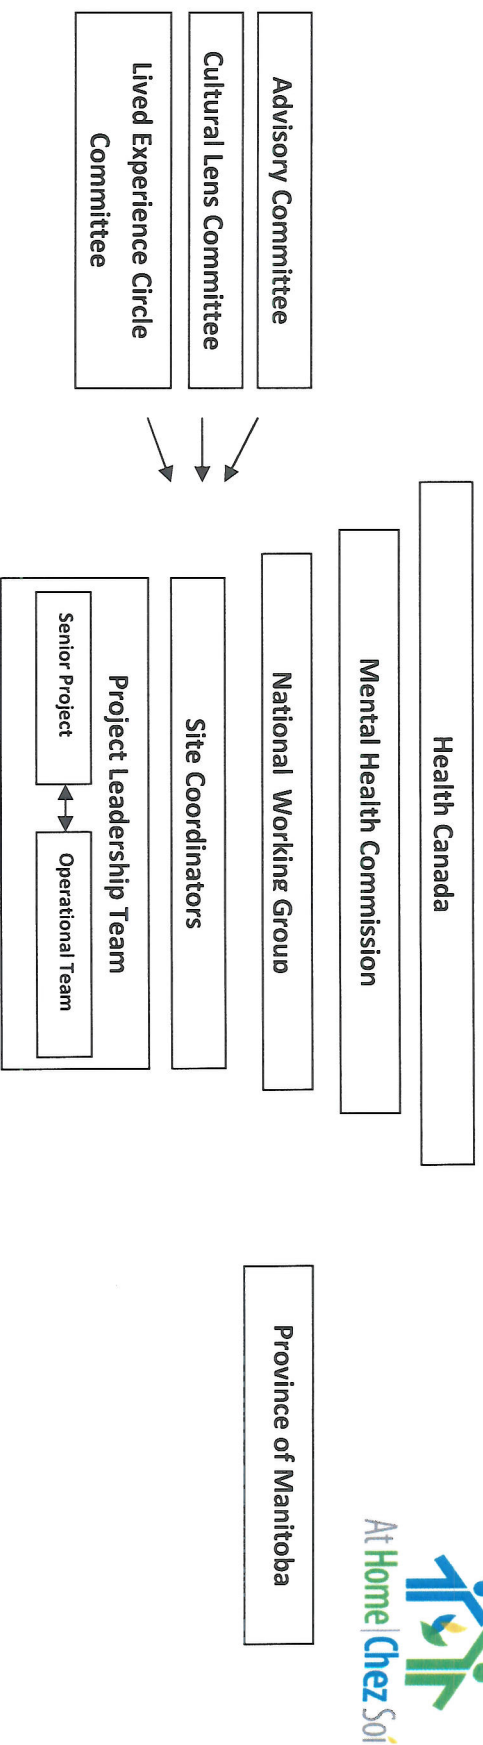 At Home | Chez Soi
Health Canada
Mental Health Commission
National Working Group
Province of Manitoba
Advisory Committee
Cultural Lens Committee
Lived Experience Circle
Committee
Site Coordinators
Project Leadership Team
Senior Project
Operational Team